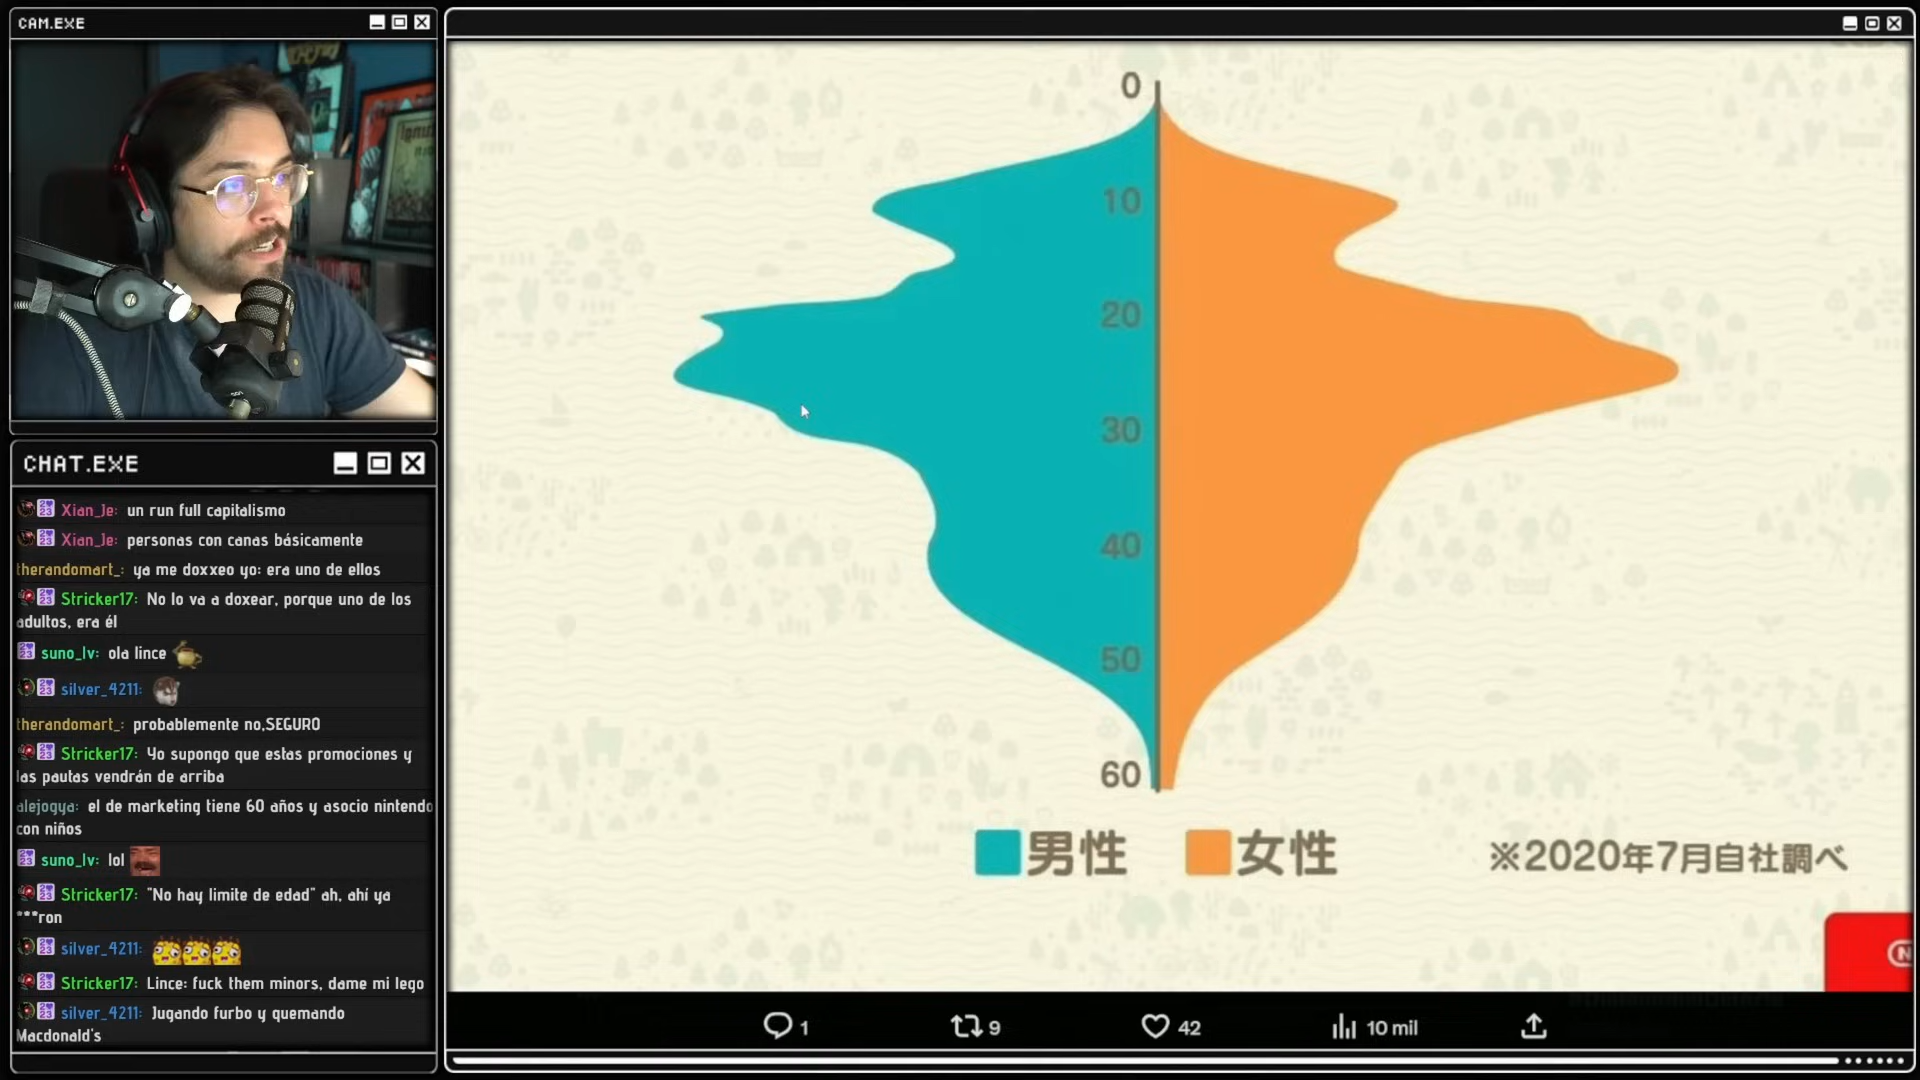 CAM.EXE
CHAT.EXE
Xian_Je: un run full capitalismo
Xian_Je: personas con canas básicamente
therandomart_: ya me doxxeo yo: era uno de ellos
Stricker17: No lo va a doxear, porque uno de los
adultos, era él
suno_lv: ola lince
silver_4211:
therandomart_: probablemente no,SEGURO
Stricker17: Yo supongo que estas promociones y
las pautas vendrán de arriba
alejogya: el de marketing tiene 60 años y asocio nintendo
con niños
suno_lv: lol
Stricker17: "No hay limite de edad" ah, ahí ya
***ron
silver_4211:
Stricker17: Lince: fuck them minors, dame mi lego
silver_4211: Jugando furbo y quemando
Macdonald's
0
10
20
30
40
50
60
男性 女性 ※2020年7月自社調べ
1 9 42 10 mil